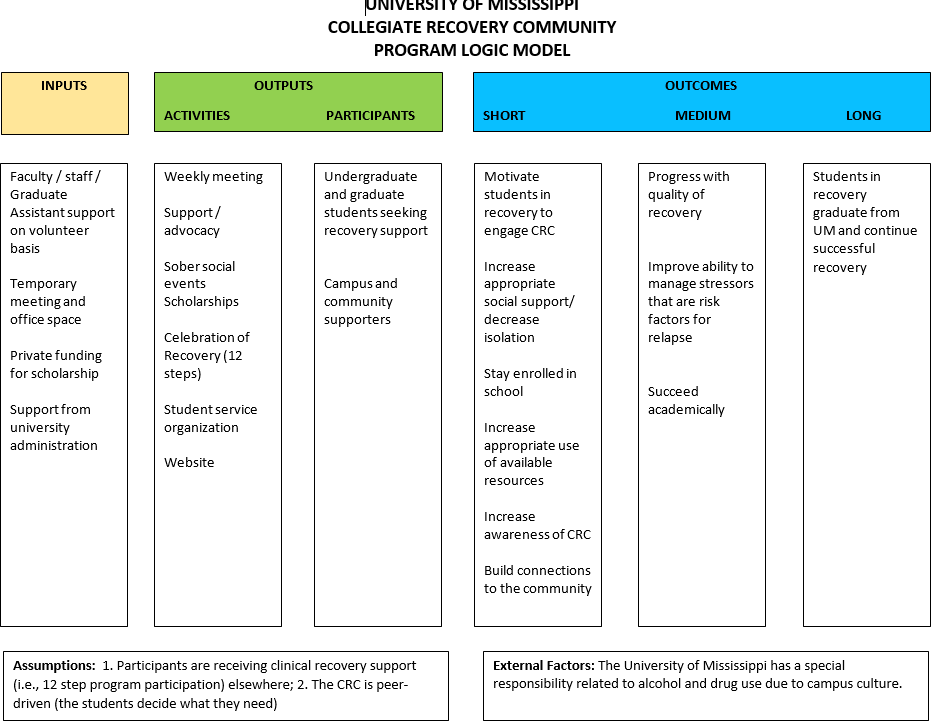 UNIVERSITY OF MISSISSIPPI
COLLEGIATE RECOVERY COMMUNITY
PROGRAM LOGIC MODEL
INPUTS
OUTPUTS
ACTIVITIES
PARTICIPANTS
OUTCOMES
SHORT
MEDIUM
LONG
Faculty / staff /
Graduate
Assistant support
on volunteer
basis
Temporary
meeting and
office space
Private funding
for scholarship
Support from
university
administration
Weekly meeting
Support /
advocacy
Sober social
events
Scholarships
Celebration of
Recovery (12
steps)
Student service
organization
Website
Undergraduate
and graduate
students seeking
recovery support
Campus and
community
supporters
Motivate
students in
recovery to
engage CRC
Increase
appropriate
social support/
decrease
isolation
Stay enrolled in
school
Increase
appropriate use
of available
resources
Increase
awareness of CRC
Build connections
to the community
Progress with
quality of
recovery
Improve ability to
manage stressors
that are risk
factors for
relapse
Succeed
academically
Students in
recovery
graduate from
UM and continue
successful
recovery
Assumptions: 1. Participants are receiving clinical recovery support
(i.e., 12 step program participation) elsewhere; 2. The CRC is peer-
driven (the students decide what they need)
External Factors: The University of Mississippi has a special
responsibility related to alcohol and drug use due to campus culture.